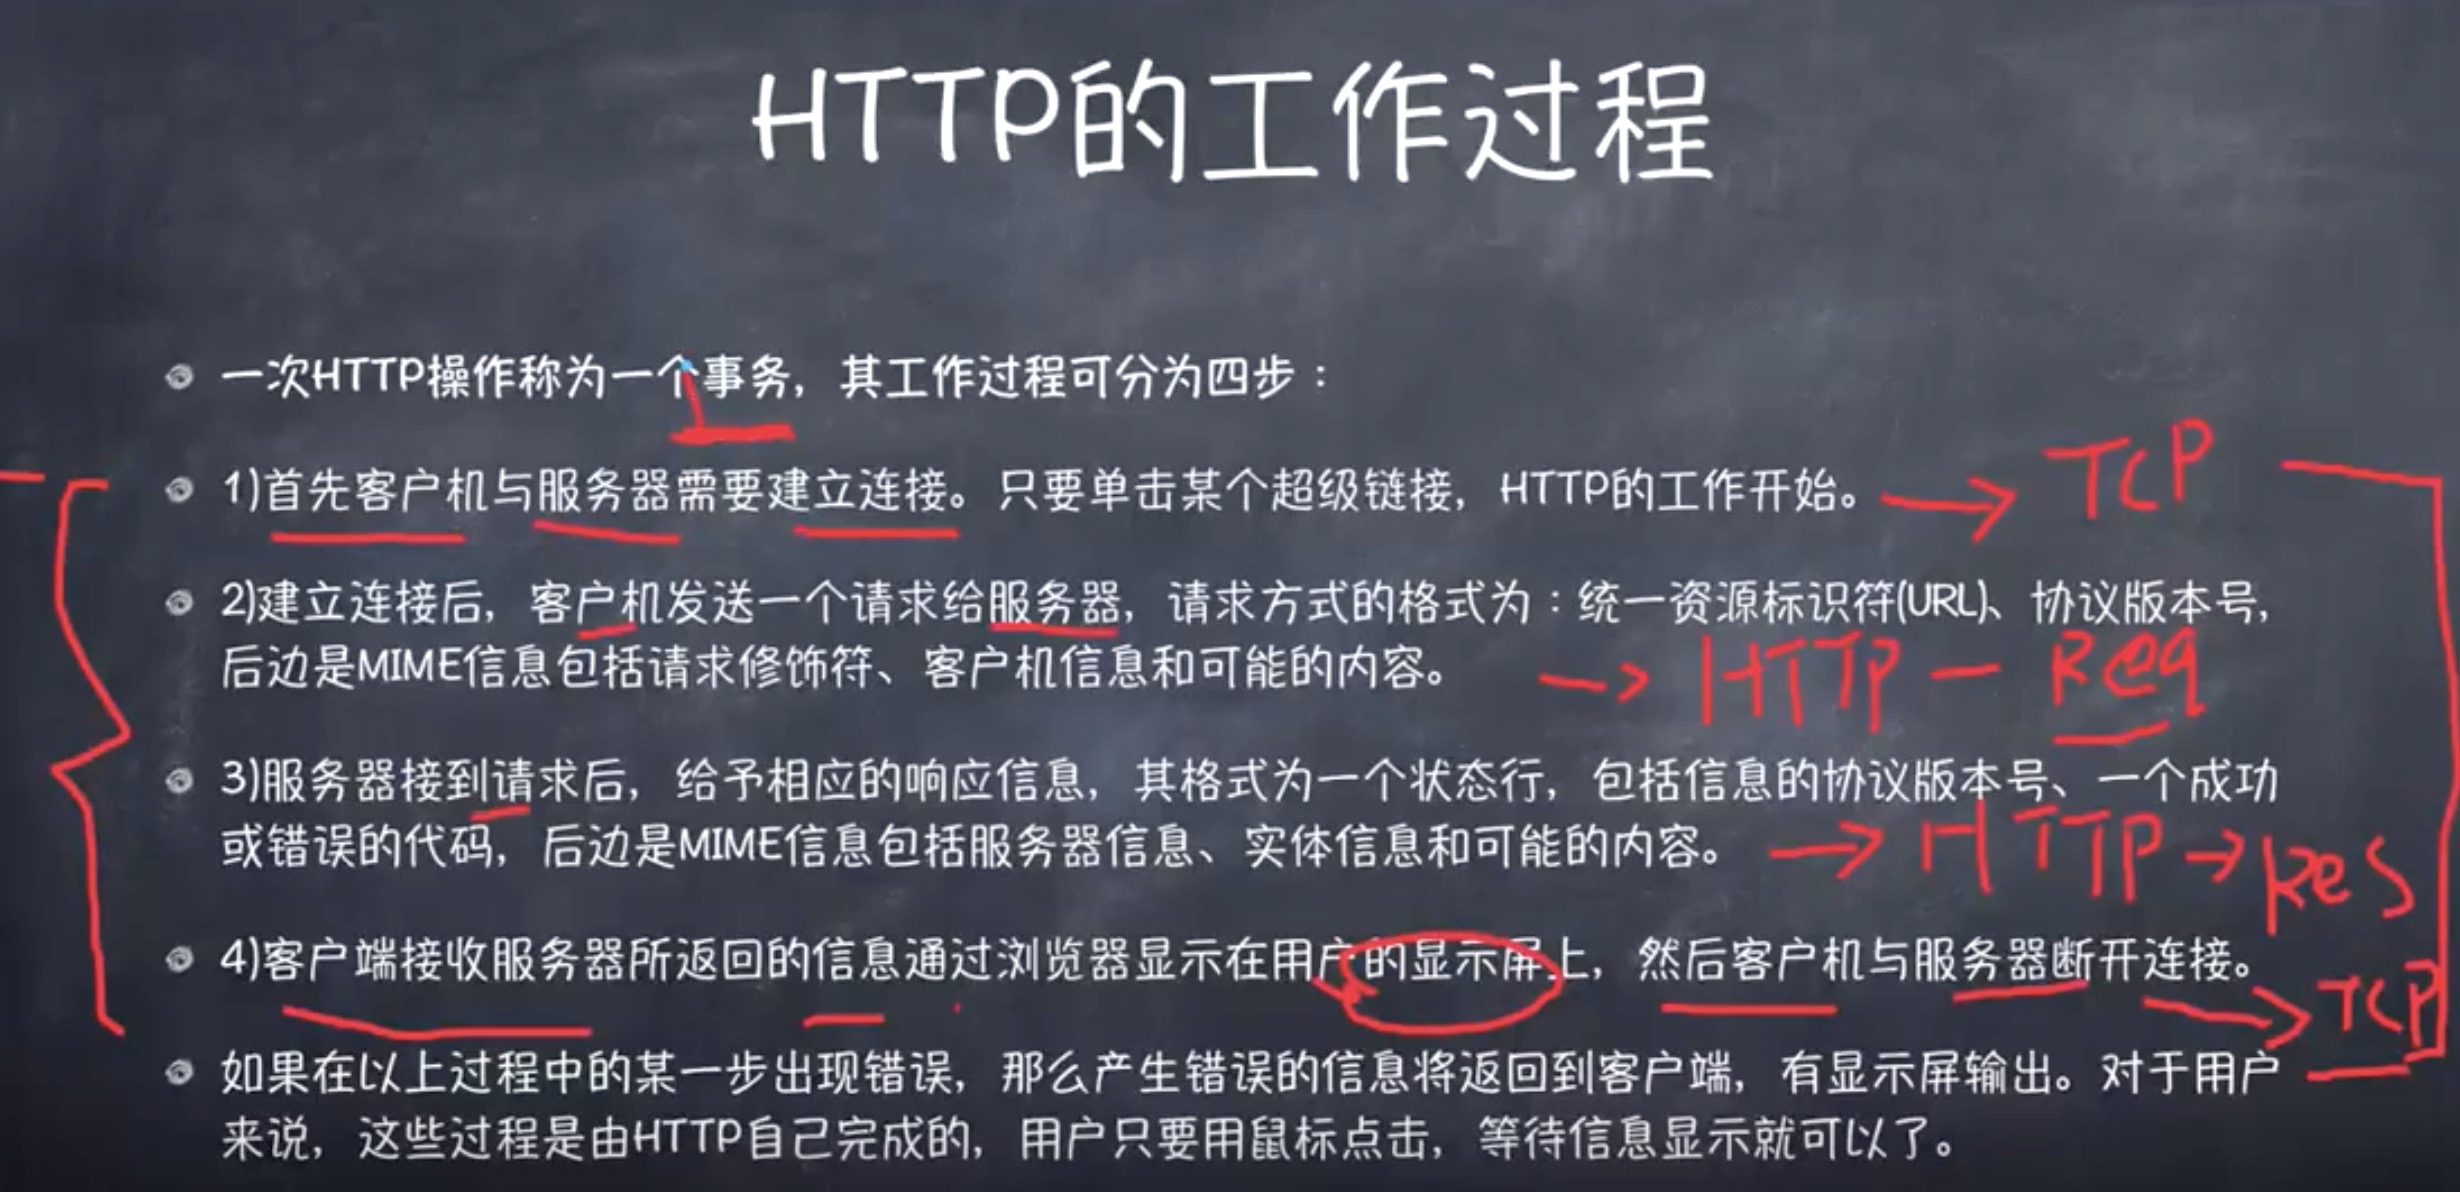 HTTP的工作过程
一次HTTP操作称为一个事务，其工作过程可分为四步：
1)首先客户机与服务器需要建立连接。只要单击某个超级链接，HTTP的工作开始。 → TCP
2)建立连接后，客户机发送一个请求给服务器，请求方式的格式为：统一资源标识符(URL)、协议版本号，
后边是MIME信息包括请求修饰符、客户机信息和可能的内容。 → HTTP — Req
3)服务器接到请求后，给予相应的响应信息，其格式为一个状态行，包括信息的协议版本号、一个成功
或错误的代码，后边是MIME信息包括服务器信息、实体信息和可能的内容。 → HTTP → Res
4)客户端接收服务器所返回的信息通过浏览器显示在用户的显示屏上，然后客户机与服务器断开连接。 → TCP
如果在以上过程中的某一步出现错误，那么产生错误的信息将返回到客户端，有显示屏输出。对于用户
来说，这些过程是由HTTP自己完成的，用户只要用鼠标点击，等待信息显示就可以了。